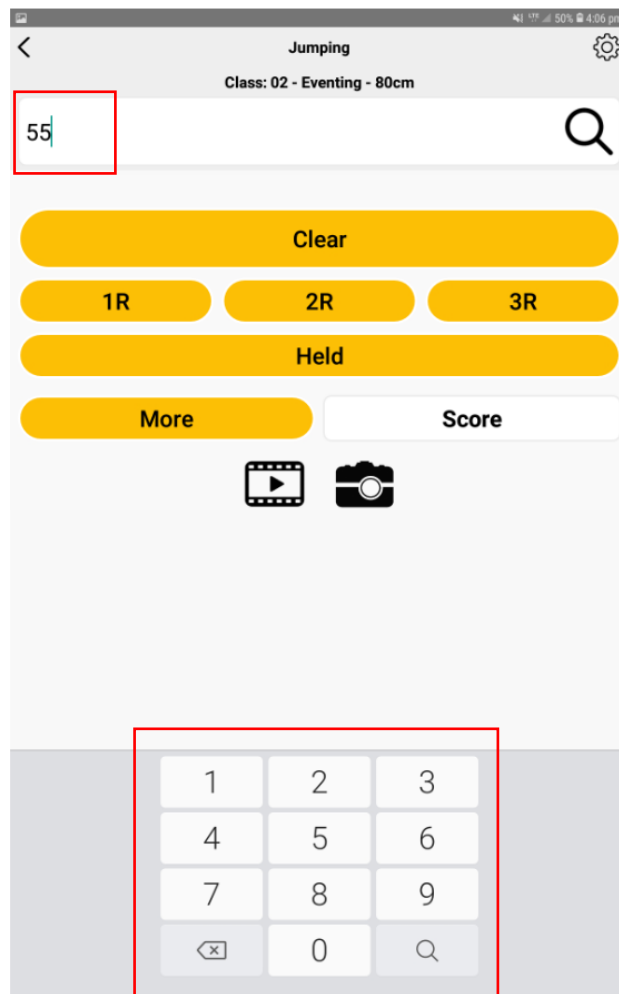 50% 4:06 pm
Jumping
Class: 02 - Eventing - 80cm
55
Clear
1R 2R 3R
Held
More Score
1 2 3
4 5 6
7 8 9
0